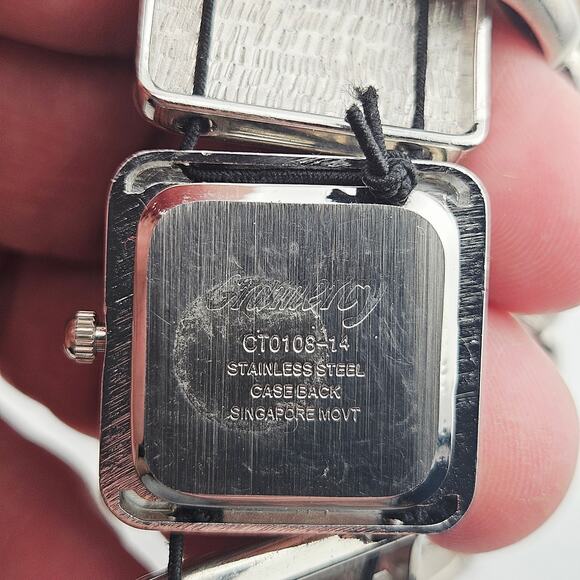 Gramercy
CT0108-14
STAINLESS STEEL
CASE BACK
SINGAPORE MOVT